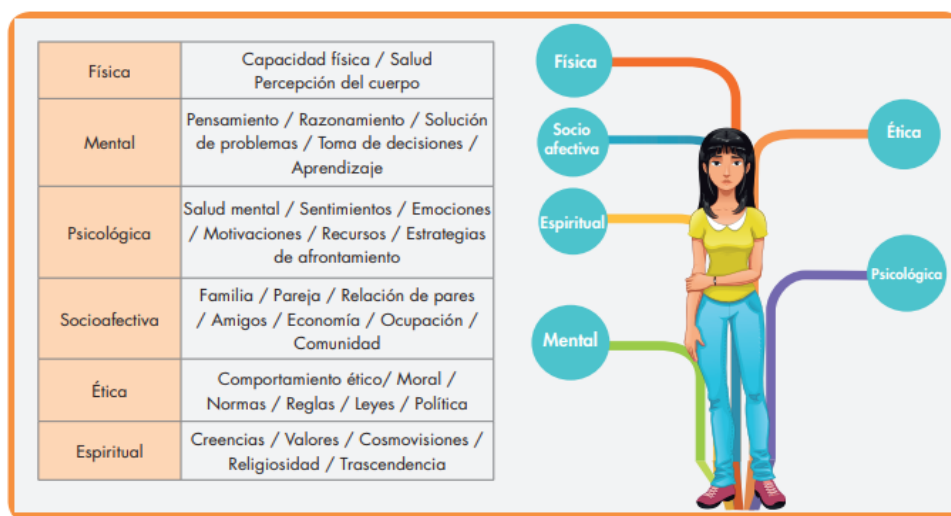 Física
Capacidad física / Salud
Percepción del cuerpo
Mental
Pensamiento / Razonamiento / Solución
de problemas / Toma de decisiones /
Aprendizaje
Psicológica
Salud mental / Sentimientos / Emociones
/ Motivaciones / Recursos / Estrategias
de afrontamiento
Socioafectiva
Familia / Pareja / Relación de pares
/ Amigos / Economía / Ocupación /
Comunidad
Ética
Comportamiento ético/ Moral /
Normas / Reglas / Leyes / Política
Espiritual
Creencias / Valores / Cosmovisiones /
Religiosidad / Trascendencia
Física
Socio
afectiva
Espiritual
Mental
Ética
Psicológica